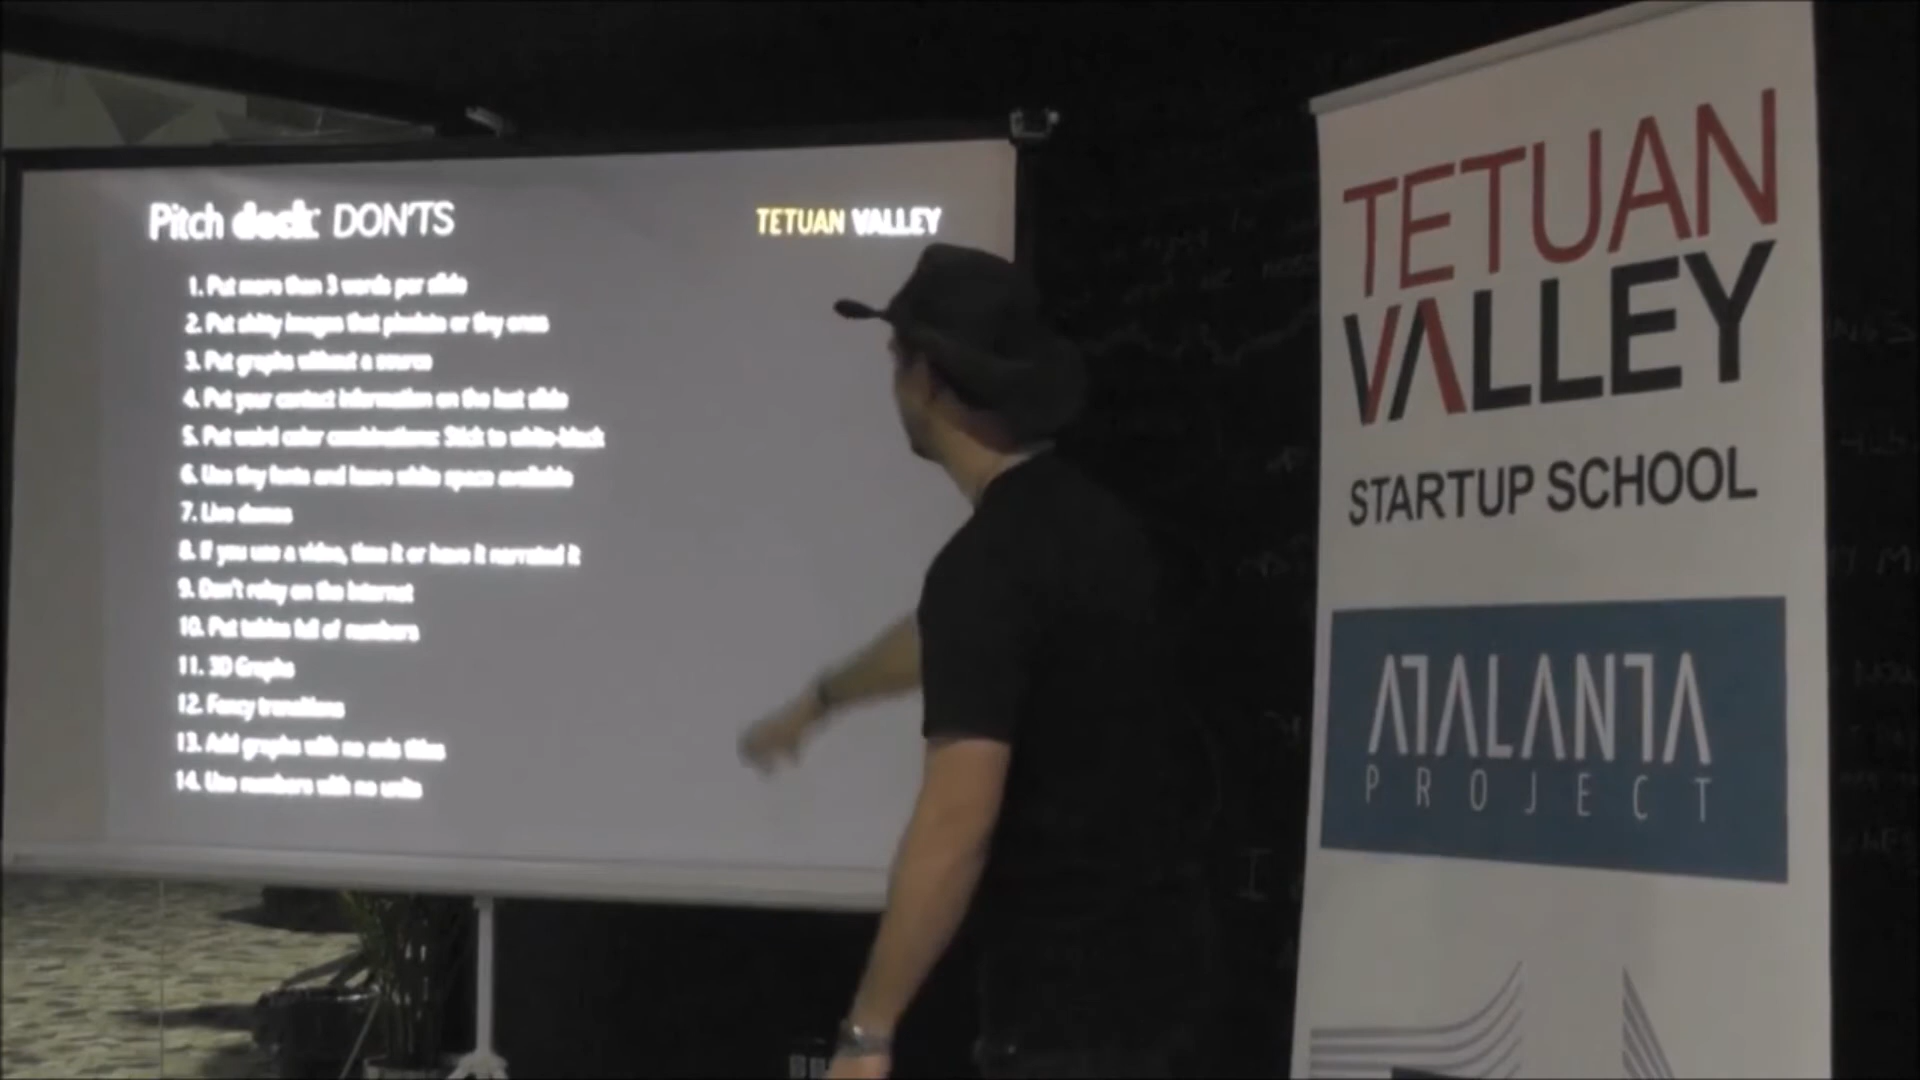 Pitch deck: DON'TS
TETUAN VALLEY
1. Put more than 3 words per slide
2. Put shitty images that pixelate or tiny ones
3. Put graphs without a source
4. Put your contact information on the last slide
5. Put weird color combinations: Stick to white-black
6. Use tiny fonts and leave white space available
7. Live demos
8. If you use a video, time it or have it narrated it
9. Don't relay on the internet
10. Put tables full of numbers
11. 3D Graphs
12. Fancy transitions
13. Add graphs with no axis titles
14. Use numbers with no units
TETUAN
VALLEY
STARTUP SCHOOL
ATALANTA
PROJECT